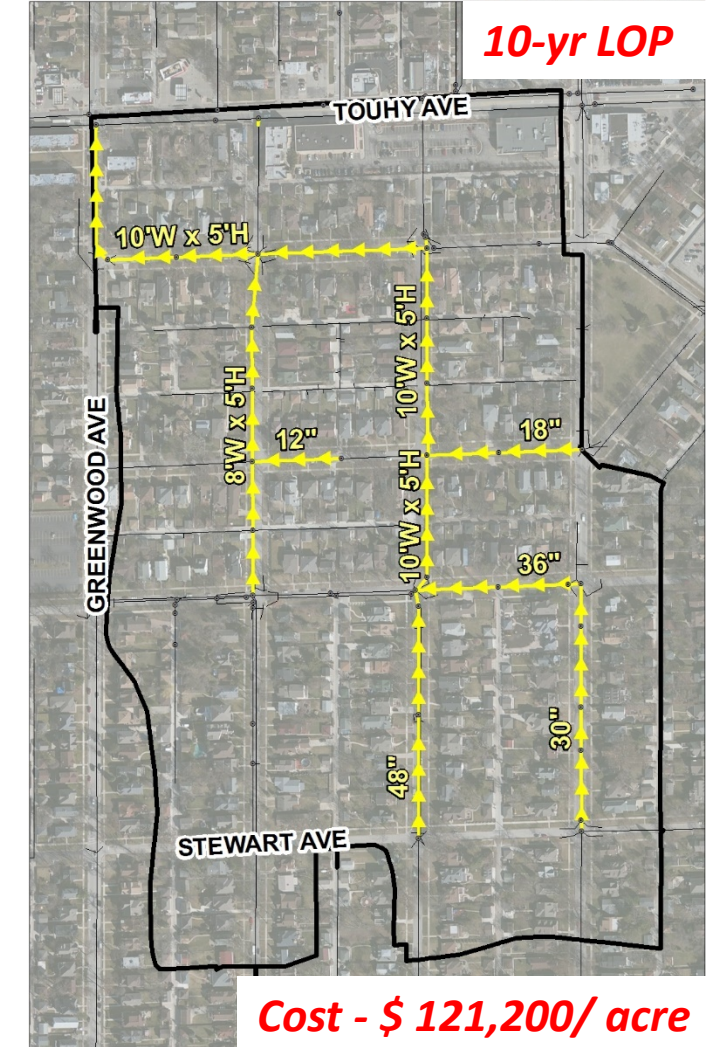 10-yr LOP
TOUHY AVE
10'W x 5'H
10'W x 5'H
8'W x 5'H
12"
18"
GREENWOOD AVE
10'W x 5'H
36"
30"
48"
STEWART AVE
Cost - $ 121,200/ acre